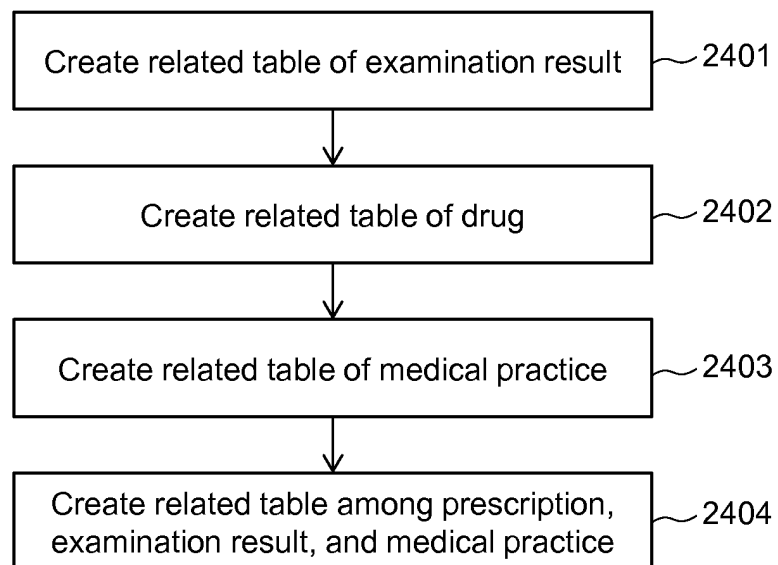 Create related table of examination result
2401
Create related table of drug
2402
Create related table of medical practice
2403
Create related table among prescription,
examination result, and medical practice
2404